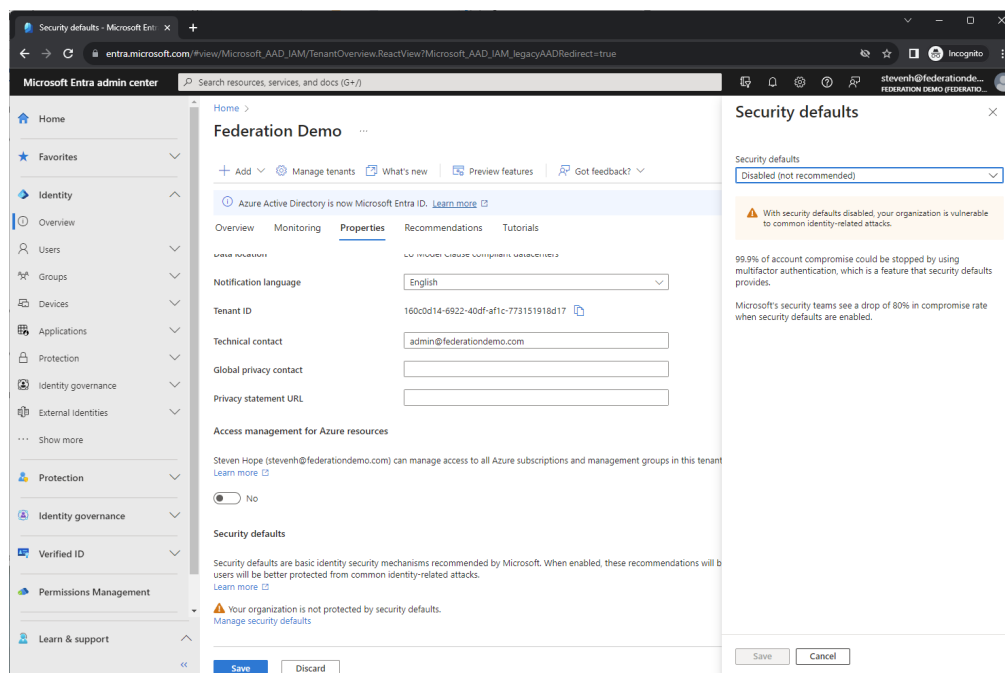 Security defaults - Microsoft Entr
entra.microsoft.com/#view/Microsoft_AAD_IAM/TenantOverview.ReactView?Microsoft_AAD_IAM_legacyAADRedirect=true
Incognito
Microsoft Entra admin center
Search resources, services, and docs (G+/)
stevenh@federationde...
FEDERATION DEMO (FEDERATIO...
Home
Favorites
Identity
Overview
Users
Groups
Devices
Applications
Protection
Identity governance
External Identities
Show more
Protection
Identity governance
Verified ID
Permissions Management
Learn & support
Home >
Federation Demo ...
Add
Manage tenants
What's new
Preview features
Got feedback?
Azure Active Directory is now Microsoft Entra ID. Learn more
Overview Monitoring Properties Recommendations Tutorials
Data location EU Model Clause compliant datacenters
Notification language English
Tenant ID 160c0d14-6922-40df-af1c-773151918d17
Technical contact admin@federationdemo.com
Global privacy contact
Privacy statement URL
Access management for Azure resources
Steven Hope (stevenh@federationdemo.com) can manage access to all Azure subscriptions and management groups in this tenant
Learn more
No
Security defaults
Security defaults are basic identity security mechanisms recommended by Microsoft. When enabled, these recommendations will b
users will be better protected from common identity-related attacks.
Learn more
Your organization is not protected by security defaults.
Manage security defaults
Save Discard
Security defaults
Security defaults
Disabled (not recommended)
With security defaults disabled, your organization is vulnerable
to common identity-related attacks.
99.9% of account compromise could be stopped by using
multifactor authentication, which is a feature that security defaults
provides.
Microsoft's security teams see a drop of 80% in compromise rate
when security defaults are enabled.
Save Cancel